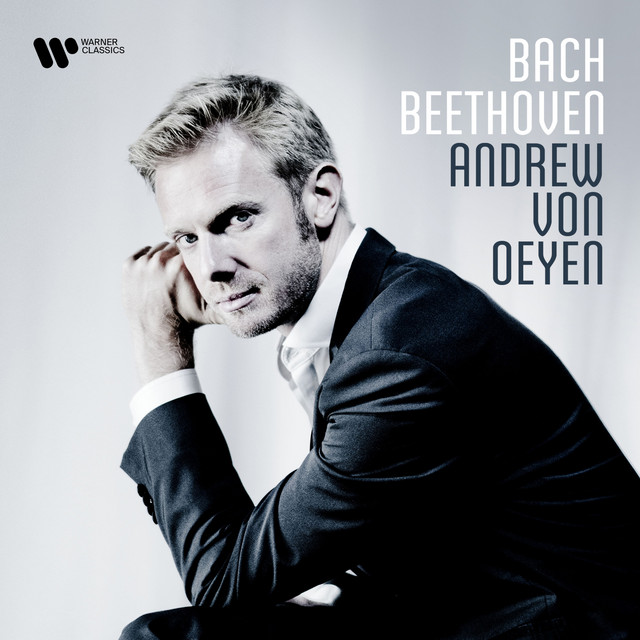 WARNER
CLASSICS
BACH
BEETHOVEN
ANDREW
VON
OEYEN